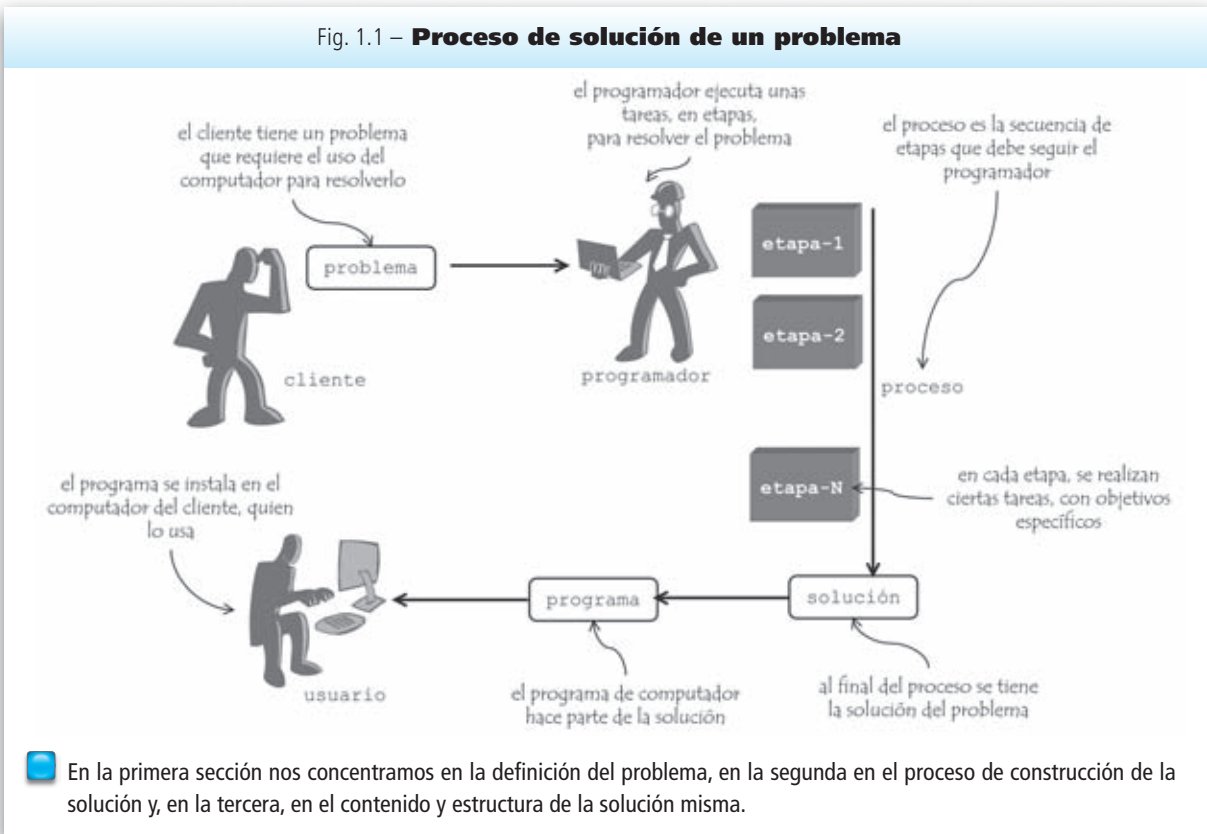 Fig. 1.1 – Proceso de solución de un problema
el cliente tiene un problema
que requiere el uso del
computador para resolverlo
el programador ejecuta unas
tareas, en etapas,
para resolver el problema
el proceso es la secuencia de
etapas que debe seguir el
programador
problema
cliente
programador
etapa-1
etapa-2
etapa-N
proceso
en cada etapa, se realizan
ciertas tareas, con objetivos
específicos
el programa se instala en el
computador del cliente, quien
lo usa
usuario
programa
solución
el programa de computador
hace parte de la solución
al final del proceso se tiene
la solución del problema
En la primera sección nos concentramos en la definición del problema, en la segunda en el proceso de construcción de la
solución y, en la tercera, en el contenido y estructura de la solución misma.